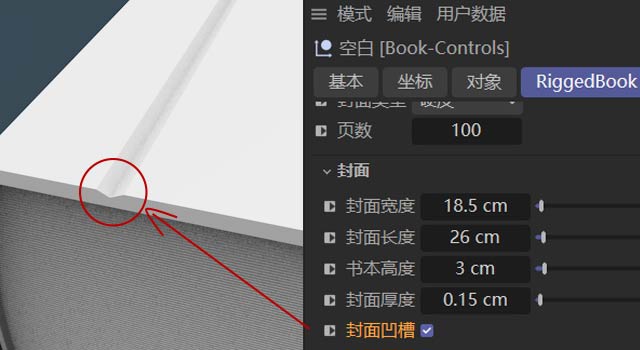 模式 编辑 用户数据
空白 [Book-Controls]
基本 坐标 对象 RiggedBook
封面类型 硬皮
页数 100
封面
封面宽度 18.5 cm
封面长度 26 cm
书本高度 3 cm
封面厚度 0.15 cm
封面凹槽